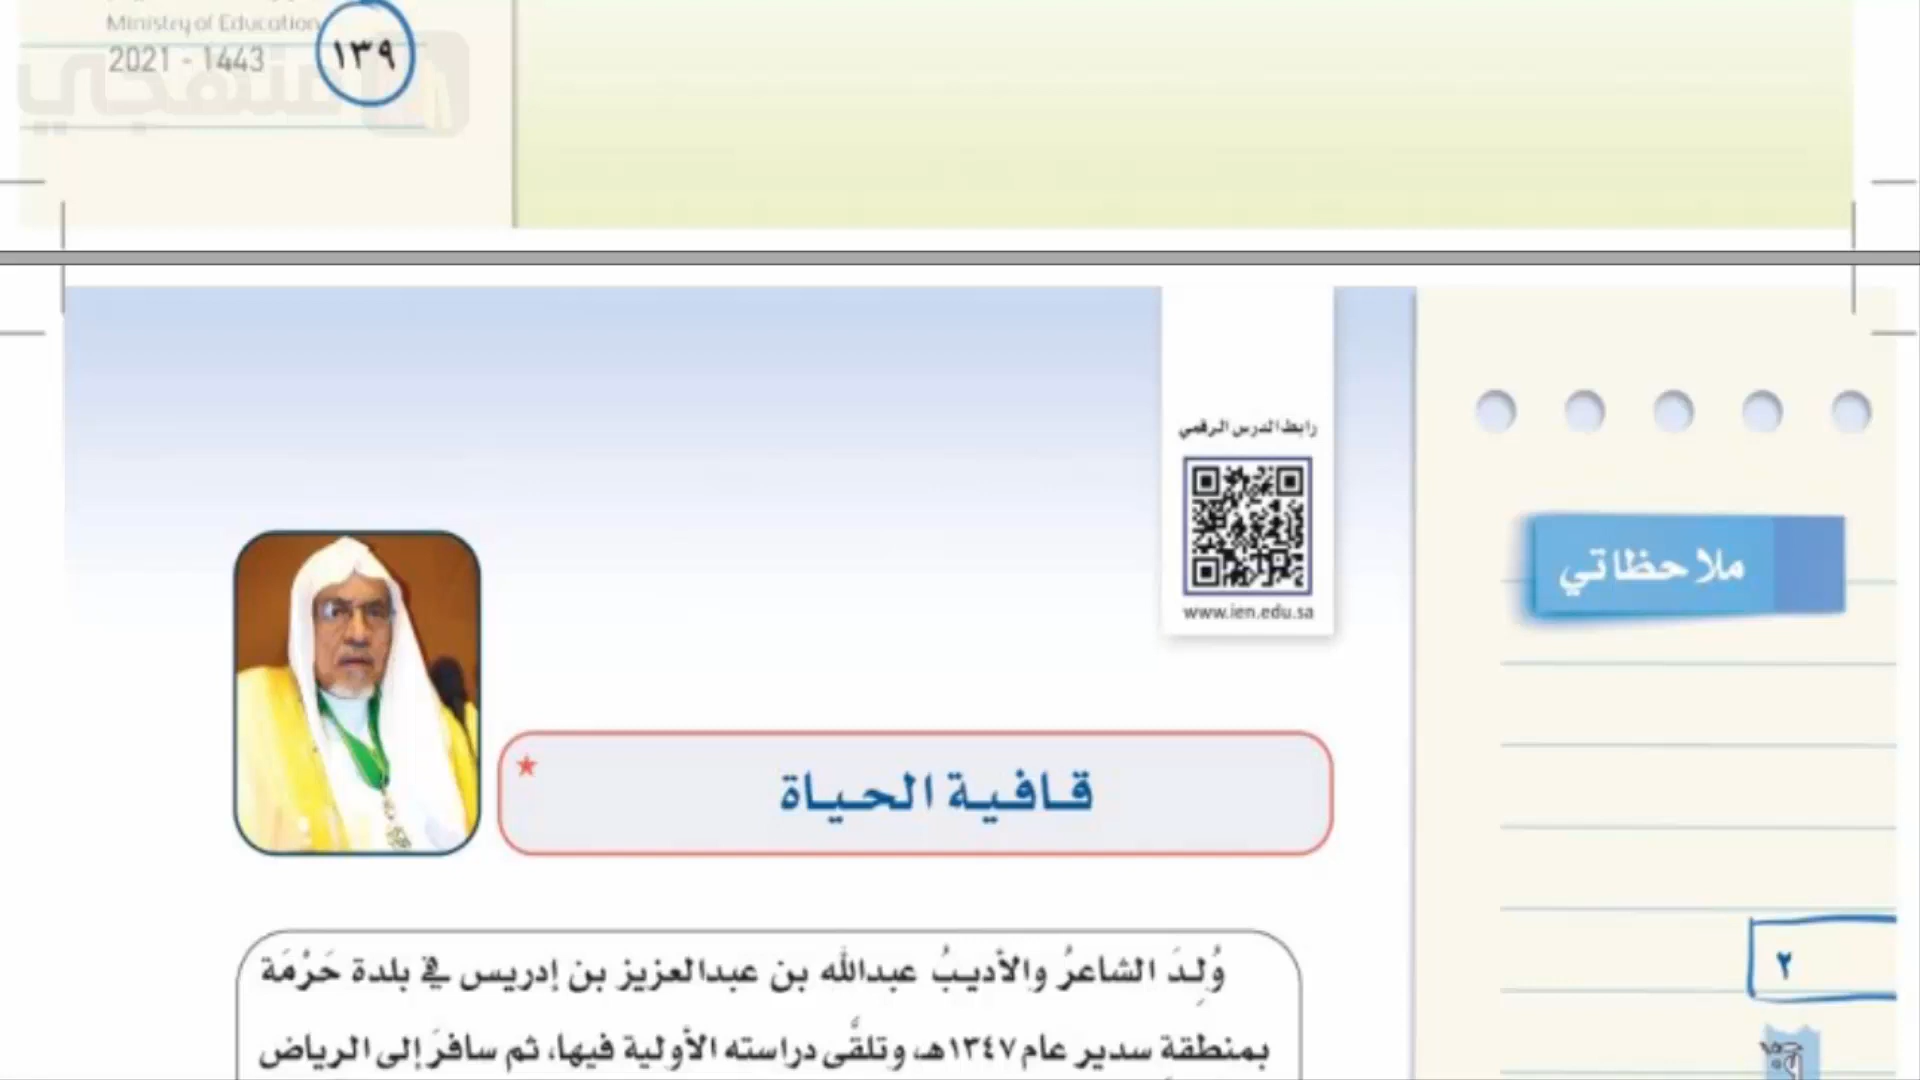 Ministry of Education
2021 - 1443
١٣٩
منهجي
رابط الدرس الرقمي
www.ien.edu.sa
ملاحظاتي
قافية الحياة
وُلِدَ الشاعرُ والأديبُ عبدالله بن عبدالعزيز بن إدريس في بلدة حَرْمَة
بمنطقة سدير عام ١٣٤٧هـ، وتلقَّى دراسته الأولية فيها، ثم سافرَ إلى الرياض
٢